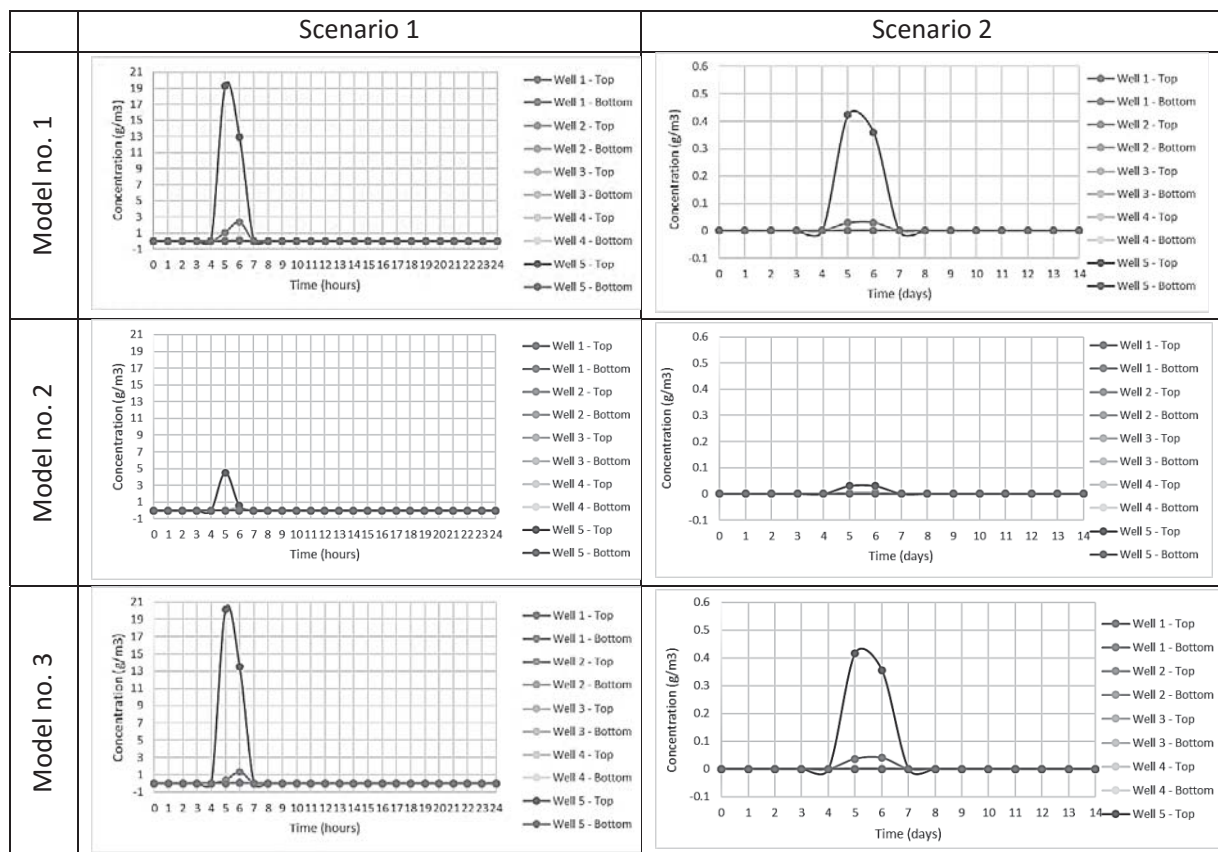 Scenario 1
Scenario 2
Model no. 1
21
19
17
15
13
11
9
7
5
3
1
-1
Concentration (g/m3)
0 1 2 3 4 5 6 7 8 9 10 11 12 13 14 15 16 17 18 19 20 21 22 23 24
Time (hours)
Well 1 - Top
Well 1 - Bottom
Well 2 - Top
Well 2 - Bottom
Well 3 - Top
Well 3 - Bottom
Well 4 - Top
Well 4 - Bottom
Well 5 - Top
Well 5 - Bottom
0.6
0.5
0.4
0.3
0.2
0.1
0
-0.1
Concentration (g/m3)
0 1 2 3 4 5 6 7 8 9 10 11 12 13 14
Time (days)
Well 1 - Top
Well 1 - Bottom
Well 2 - Top
Well 2 - Bottom
Well 3 - Top
Well 3 - Bottom
Well 4 - Top
Well 4 - Bottom
Well 5 - Top
Well 5 - Bottom
Model no. 2
21
19
17
15
13
11
9
7
5
3
1
-1
Concentration (g/m3)
0 1 2 3 4 5 6 7 8 9 10 11 12 13 14 15 16 17 18 19 20 21 22 23 24
Time (hours)
Well 1 - Top
Well 1 - Bottom
Well 2 - Top
Well 2 - Bottom
Well 3 - Top
Well 3 - Bottom
Well 4 - Top
Well 4 - Bottom
Well 5 - Top
Well 5 - Bottom
0.6
0.5
0.4
0.3
0.2
0.1
0
-0.1
Concentration (g/m3)
0 1 2 3 4 5 6 7 8 9 10 11 12 13 14
Time (days)
Well 1 - Top
Well 1 - Bottom
Well 2 - Top
Well 2 - Bottom
Well 3 - Top
Well 3 - Bottom
Well 4 - Top
Well 4 - Bottom
Well 5 - Top
Well 5 - Bottom
Model no. 3
21
19
17
15
13
11
9
7
5
3
1
-1
Concentration (g/m3)
0 1 2 3 4 5 6 7 8 9 10 11 12 13 14 15 16 17 18 19 20 21 22 23 24
Time (hours)
Well 1 - Top
Well 1 - Bottom
Well 2 - Top
Well 2 - Bottom
Well 3 - Top
Well 3 - Bottom
Well 4 - Top
Well 4 - Bottom
Well 5 - Top
Well 5 - Bottom
0.6
0.5
0.4
0.3
0.2
0.1
0
-0.1
Concentration (g/m3)
0 1 2 3 4 5 6 7 8 9 10 11 12 13 14
Time (days)
Well 1 - Top
Well 1 - Bottom
Well 2 - Top
Well 2 - Bottom
Well 3 - Top
Well 3 - Bottom
Well 4 - Top
Well 4 - Bottom
Well 5 - Top